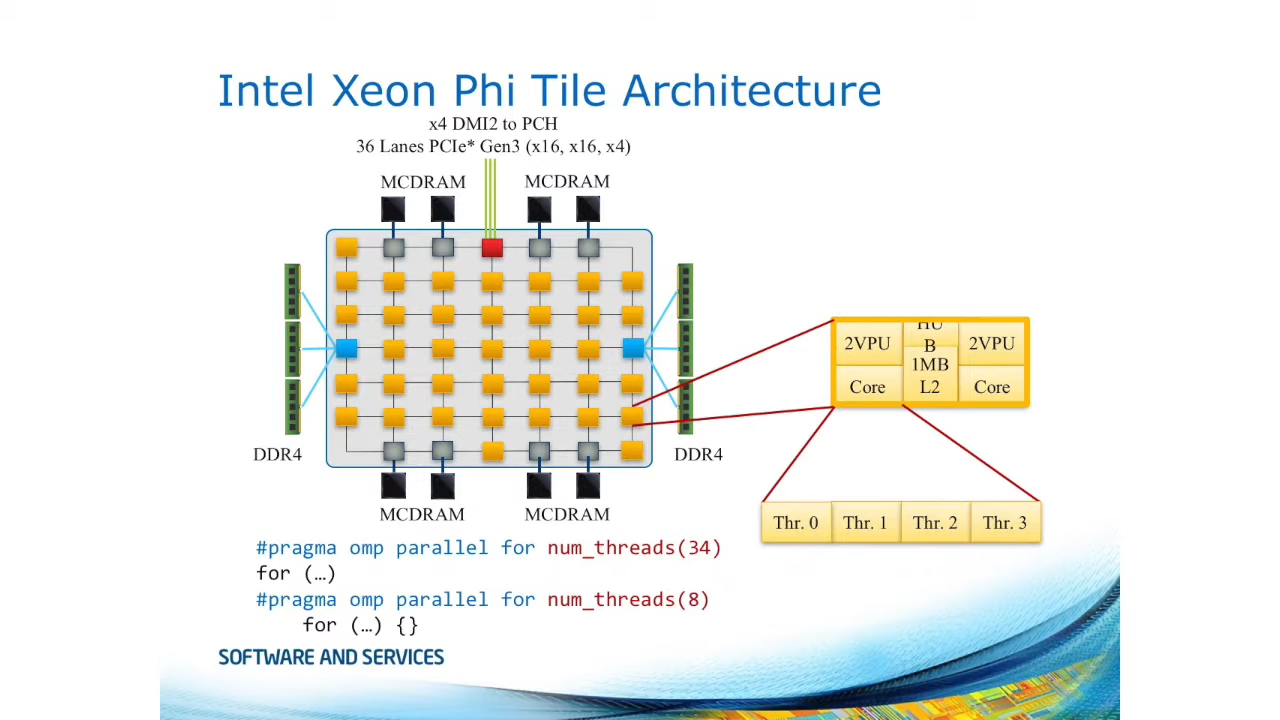 Intel Xeon Phi Tile Architecture
x4 DMI2 to PCH
36 Lanes PCIe* Gen3 (x16, x16, x4)
MCDRAM MCDRAM
DDR4 DDR4
MCDRAM MCDRAM
2VPU HU 2VPU
B
1MB
Core L2 Core
Thr. 0 Thr. 1 Thr. 2 Thr. 3
#pragma omp parallel for num_threads(34)
for (…)
#pragma omp parallel for num_threads(8)
for (…) {}
SOFTWARE AND SERVICES